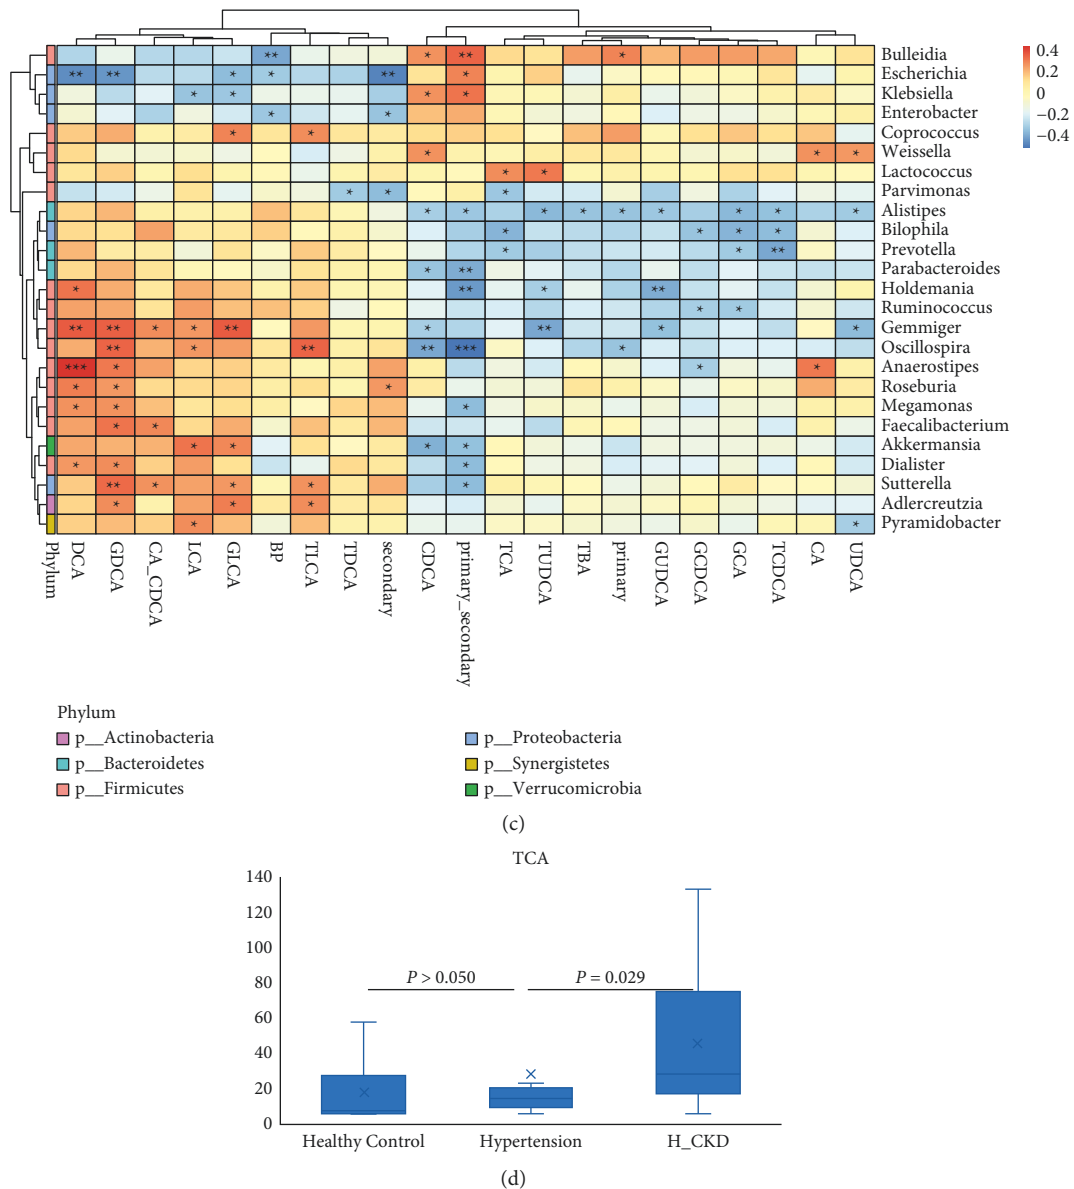 ** * ** * 0.4
Bulleidia
** ** * * ** * Escherichia 0.2
* * * * Klebsiella 0
* * Enterobacter −0.2
* * Coprococcus −0.4
* * * Weissella
* * Lactococcus
* * * Parvimonas
* * * * * * * * * Alistipes
* * * * Bilophila
* * ** Prevotella
* ** Parabacteroides
* ** * ** Holdemania
* * Ruminococcus
** ** * * ** * ** * * Gemmiger
** * ** ** *** * Oscillospira
*** * * * Anaerostipes
* * * Roseburia
* * * Megamonas
* * Faecalibacterium
* * * * Akkermansia
* * * Dialister
** * * * * Sutterella
* * * Adlercreutzia
* * Pyramidobacter
Phylum
DCA
GDCA
CA_CDCA
LCA
GLCA
BP
TLCA
TDCA
secondary
CDCA
primary_secondary
TCA
TUDCA
TBA
primary
GUDCA
GCDCA
GCA
TCDCA
CA
UDCA
Phylum
p__Actinobacteria
p__Bacteroidetes
p__Firmicutes
p__Proteobacteria
p__Synergistetes
p__Verrucomicrobia
(c)
TCA
140
120
100
80
60
40
20
0
P > 0.050
P = 0.029
Healthy Control
Hypertension
H_CKD
(d)